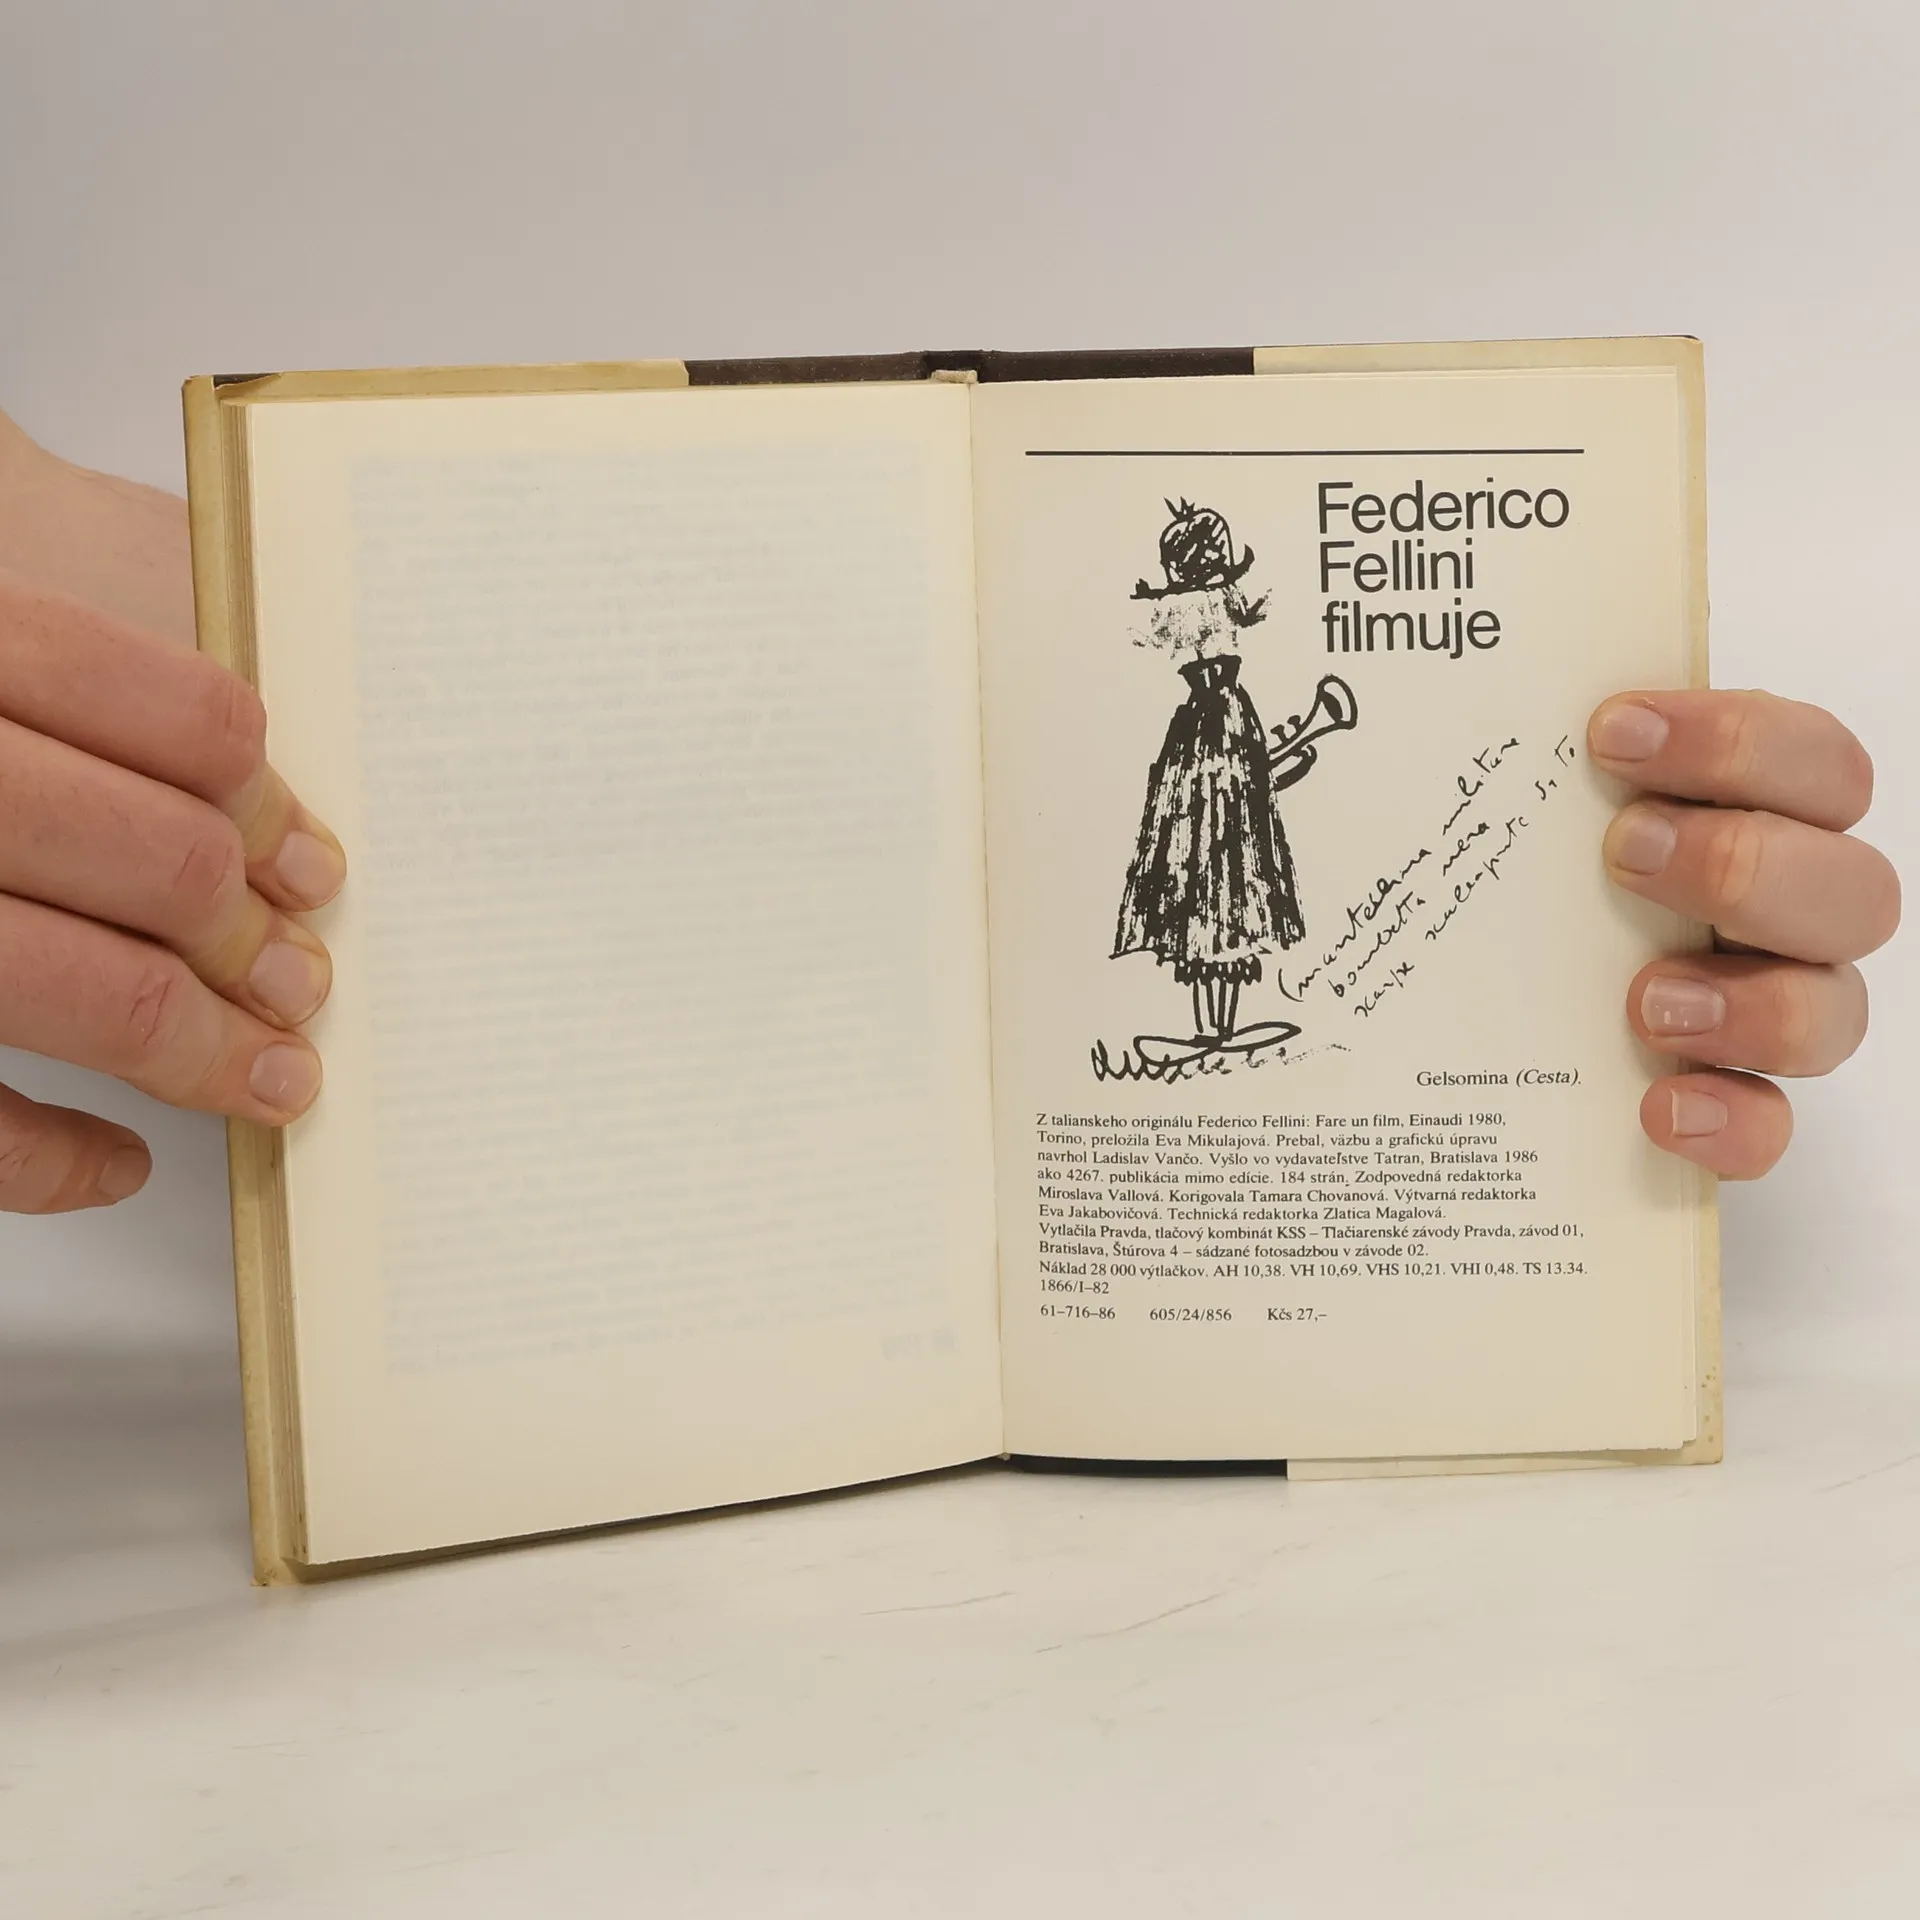 Federico
Fellini
filmuje
(mantellina militare
bombetta nera
scarpe
Gelsomina (Cesta).
Z talianskeho originálu Federico Fellini: Fare un film, Einaudi 1980,
Torino, preložila Eva Mikulajová. Prebal, väzbu a grafickú úpravu
navrhol Ladislav Vančo. Vyšlo vo vydavateľstve Tatran, Bratislava 1986
ako 4267. publikácia mimo edície. 184 strán. Zodpovedná redaktorka
Miroslava Vallová. Korigovala Tamara Chovanová. Výtvarná redaktorka
Eva Jakabovičová. Technická redaktorka Zlatica Magalová.
Vytlačila Pravda, tlačový kombinát KSS – Tlačiarenské závody Pravda, závod 01,
Bratislava, Štúrova 4 – sádzané fotosadzbou v závode 02.
Náklad 28 000 výtlačkov. AH 10,38. VH 10,69. VHS 10,21. VHI 0,48. TS 13.34.
1866/I–82
61–716–86 605/24/856 Kčs 27,–